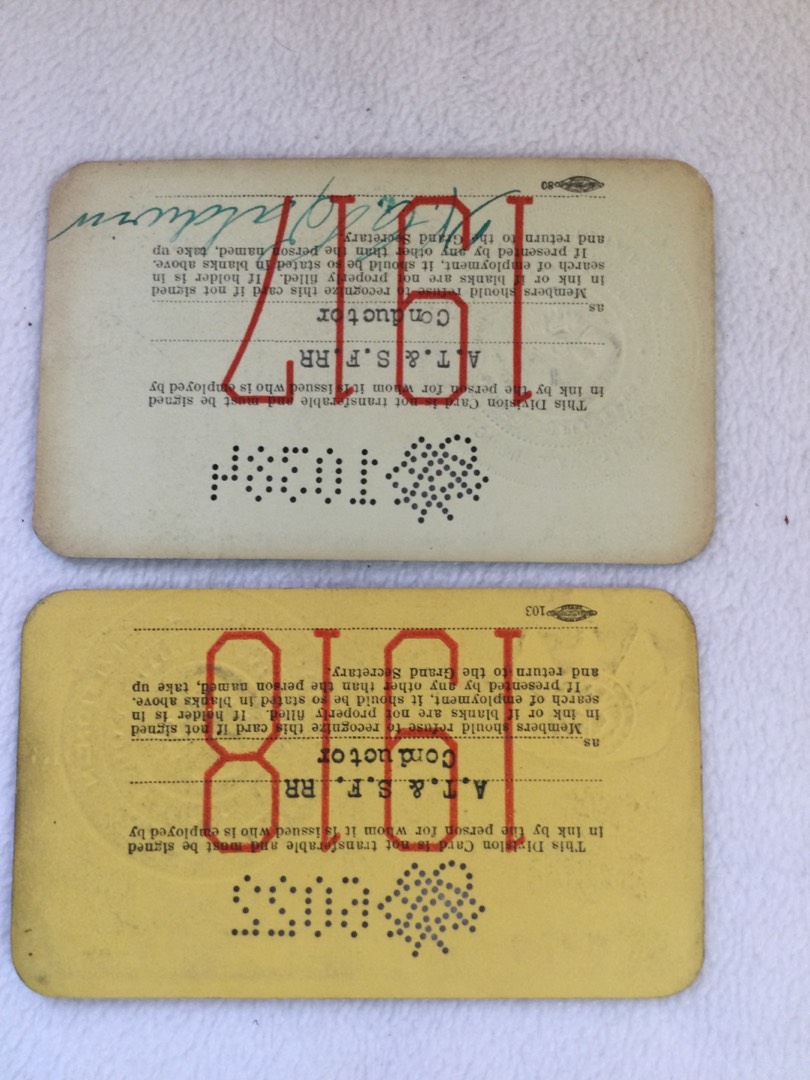 This Division Card is not transferable and must be signed
in ink by the person for whom it is issued who is employed by
A.T.& S.F. RR
as Conductor
Members should refuse to recognize this card if not signed
in ink or if blanks are not properly filled. If holder is in
search of employment, it should be so stated in blanks above.
If presented by any other than the person named, take up
and return to the Grand Secretary.
1918
103
This Division Card is not transferable and must be signed
in ink by the person for whom it is issued who is employed by
A.T.& S.F.RR
as Conductor
Members should refuse to recognize this card if not signed
in ink or if blanks are not properly filled. If holder is in
search of employment, it should be so stated in blanks above.
If presented by any other than the person named, take up
and return to the Grand Secretary.
1917
80